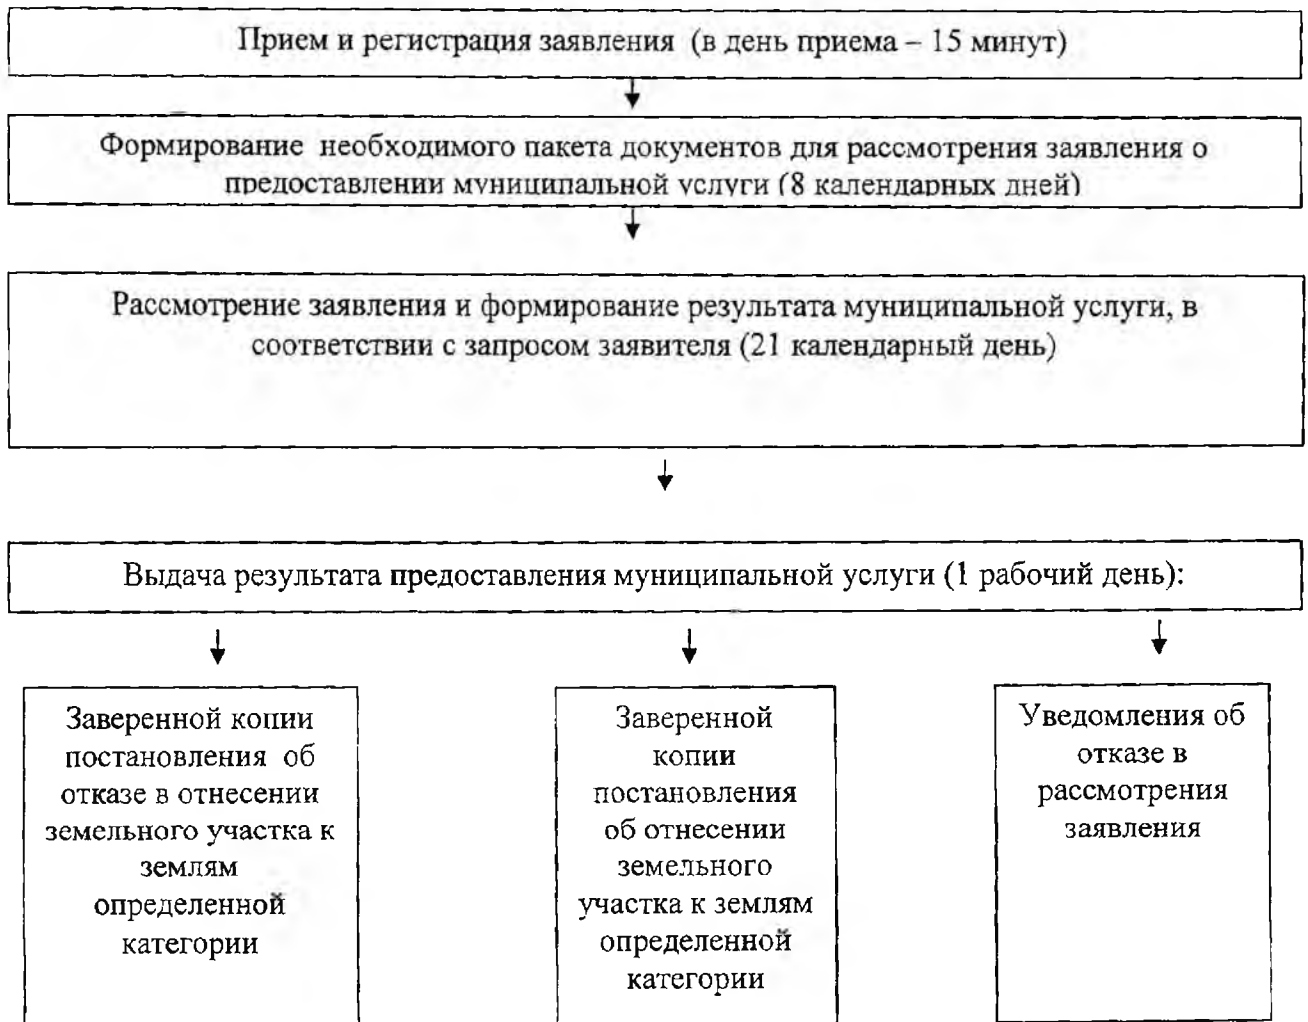 Прием и регистрация заявления (в день приема – 15 минут)
Формирование необходимого пакета документов для рассмотрения заявления о
предоставлении муниципальной услуги (8 календарных дней)
Рассмотрение заявления и формирование результата муниципальной услуги, в
соответствии с запросом заявителя (21 календарный день)
Выдача результата предоставления муниципальной услуги (1 рабочий день):
Заверенной копии
постановления об
отказе в отнесении
земельного участка к
землям
определенной
категории
Заверенной
копии
постановления
об отнесении
земельного
участка к землям
определенной
категории
Уведомления об
отказе в
рассмотрения
заявления